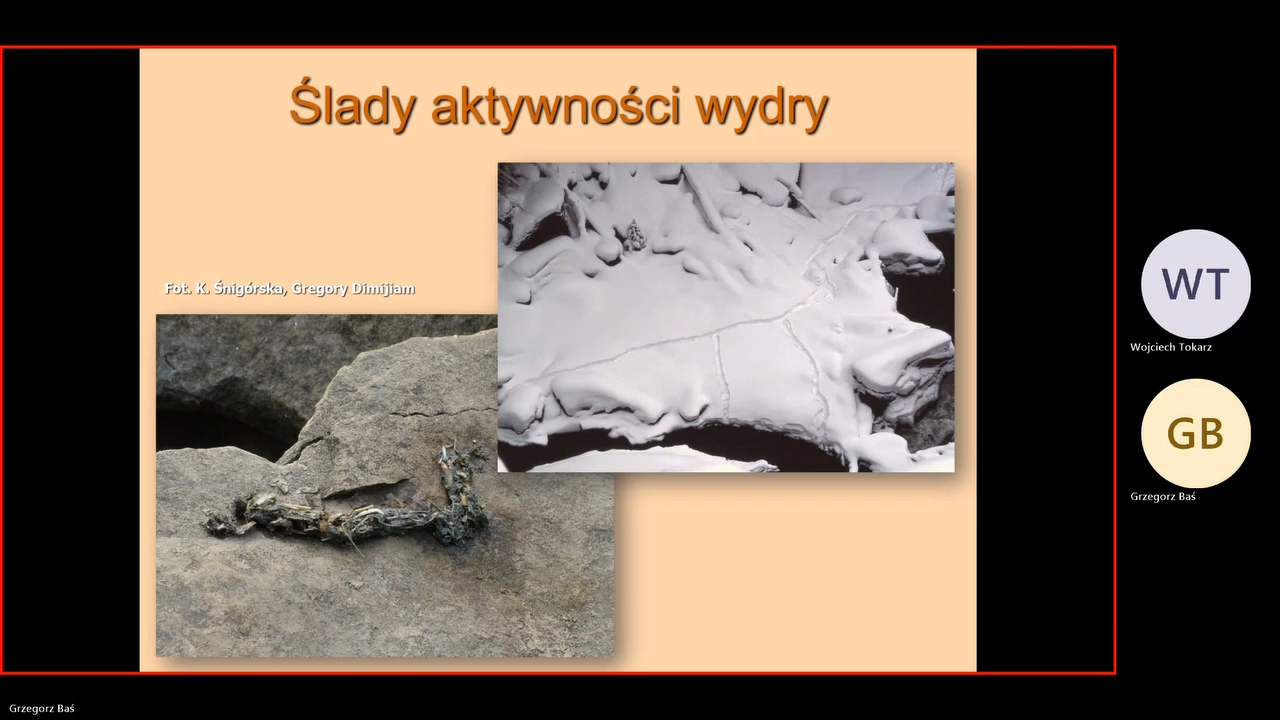 Ślady aktywności wydry
Fot. K. Śnigórska, Gregory Dimijiam
WT
Wojciech Tokarz
GB
Grzegorz Baś
Grzegorz Baś